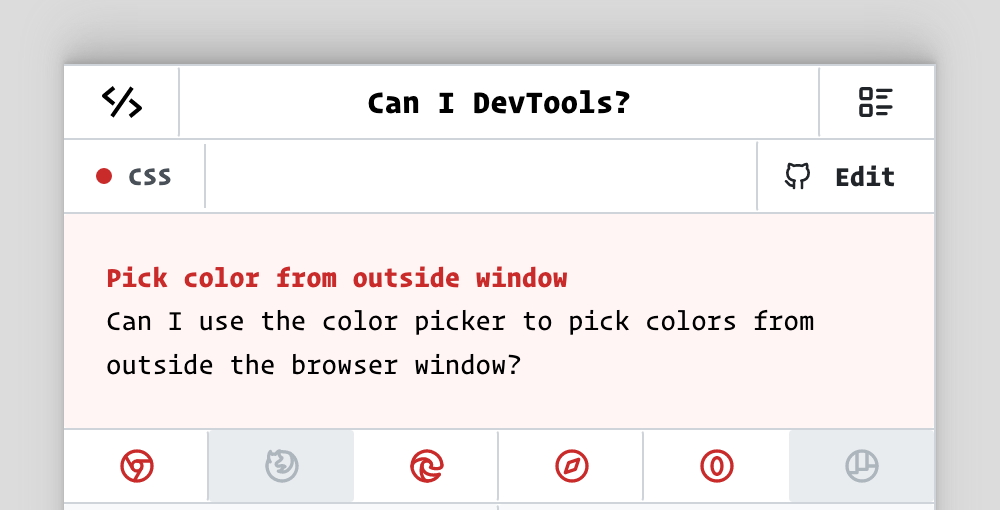 Can I DevTools?
CSS
Edit
Pick color from outside window
Can I use the color picker to pick colors from
outside the browser window?